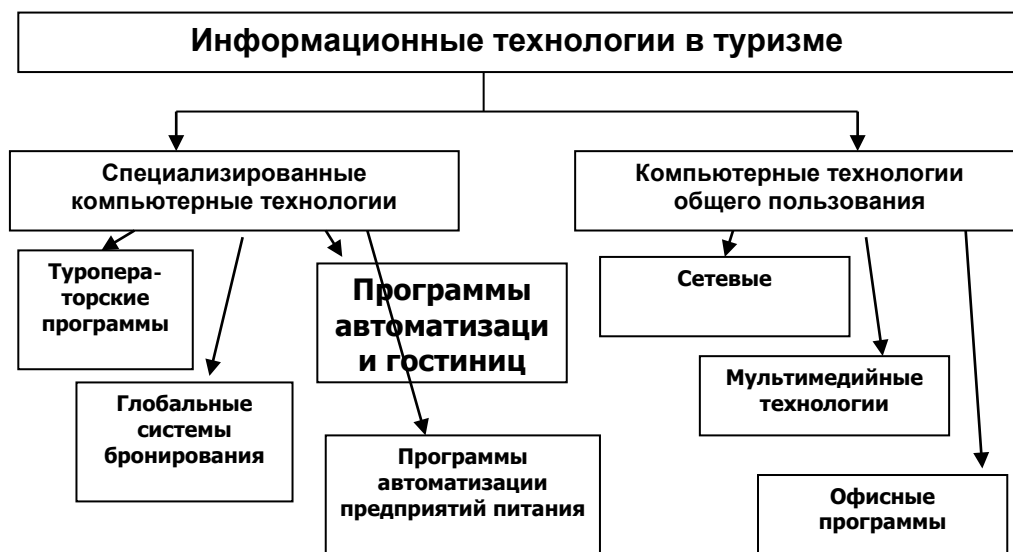 Информационные технологии в туризме
Специализированные
компьютерные технологии
Компьютерные технологии
общего пользования
Туропера-
торские
программы
Программы
автоматизаци
и гостиниц
Сетевые
Глобальные
системы
бронирования
Мультимедийные
технологии
Программы
автоматизации
предприятий питания
Офисные
программы